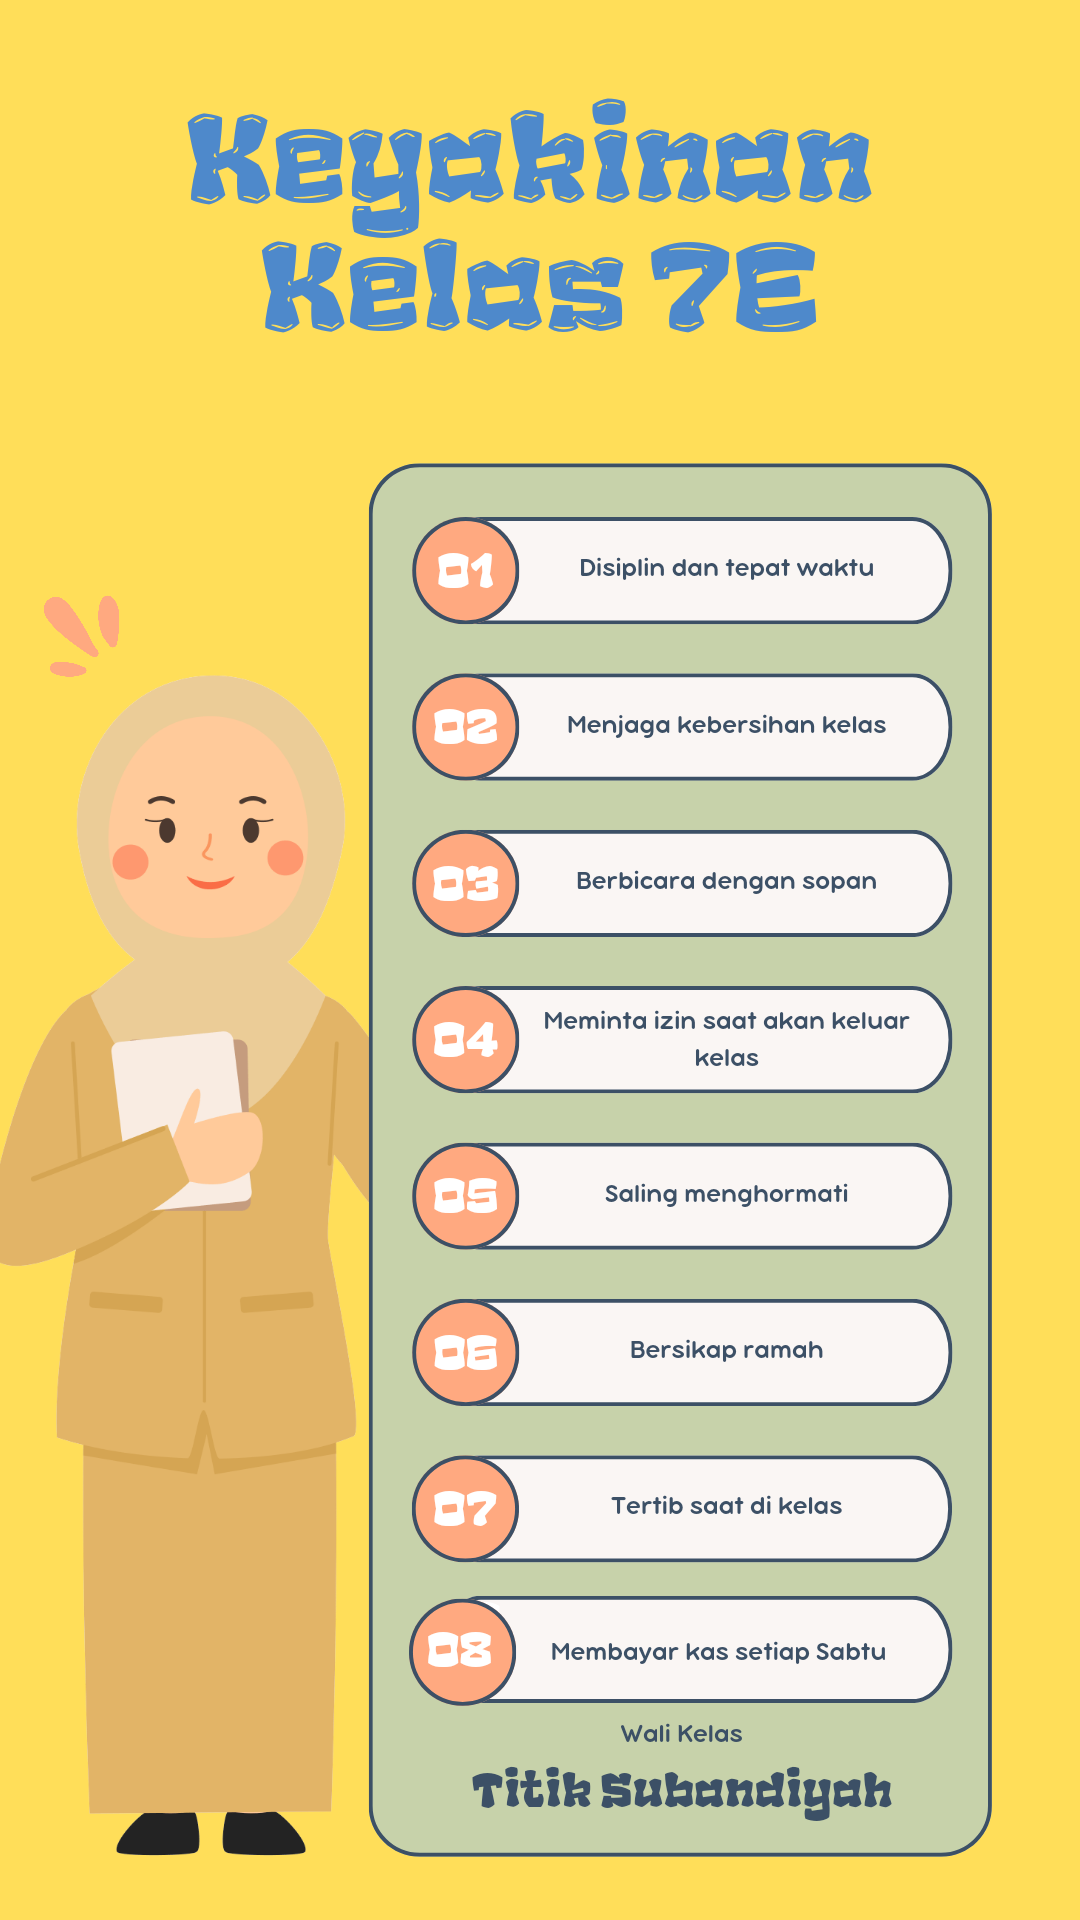 Keyakinan
Kelas 7E
01 Disiplin dan tepat waktu
02 Menjaga kebersihan kelas
03 Berbicara dengan sopan
04 Meminta izin saat akan keluar
kelas
05 Saling menghormati
06 Bersikap ramah
07 Tertib saat di kelas
08 Membayar kas setiap Sabtu
Wali Kelas
Titik Subandiyah